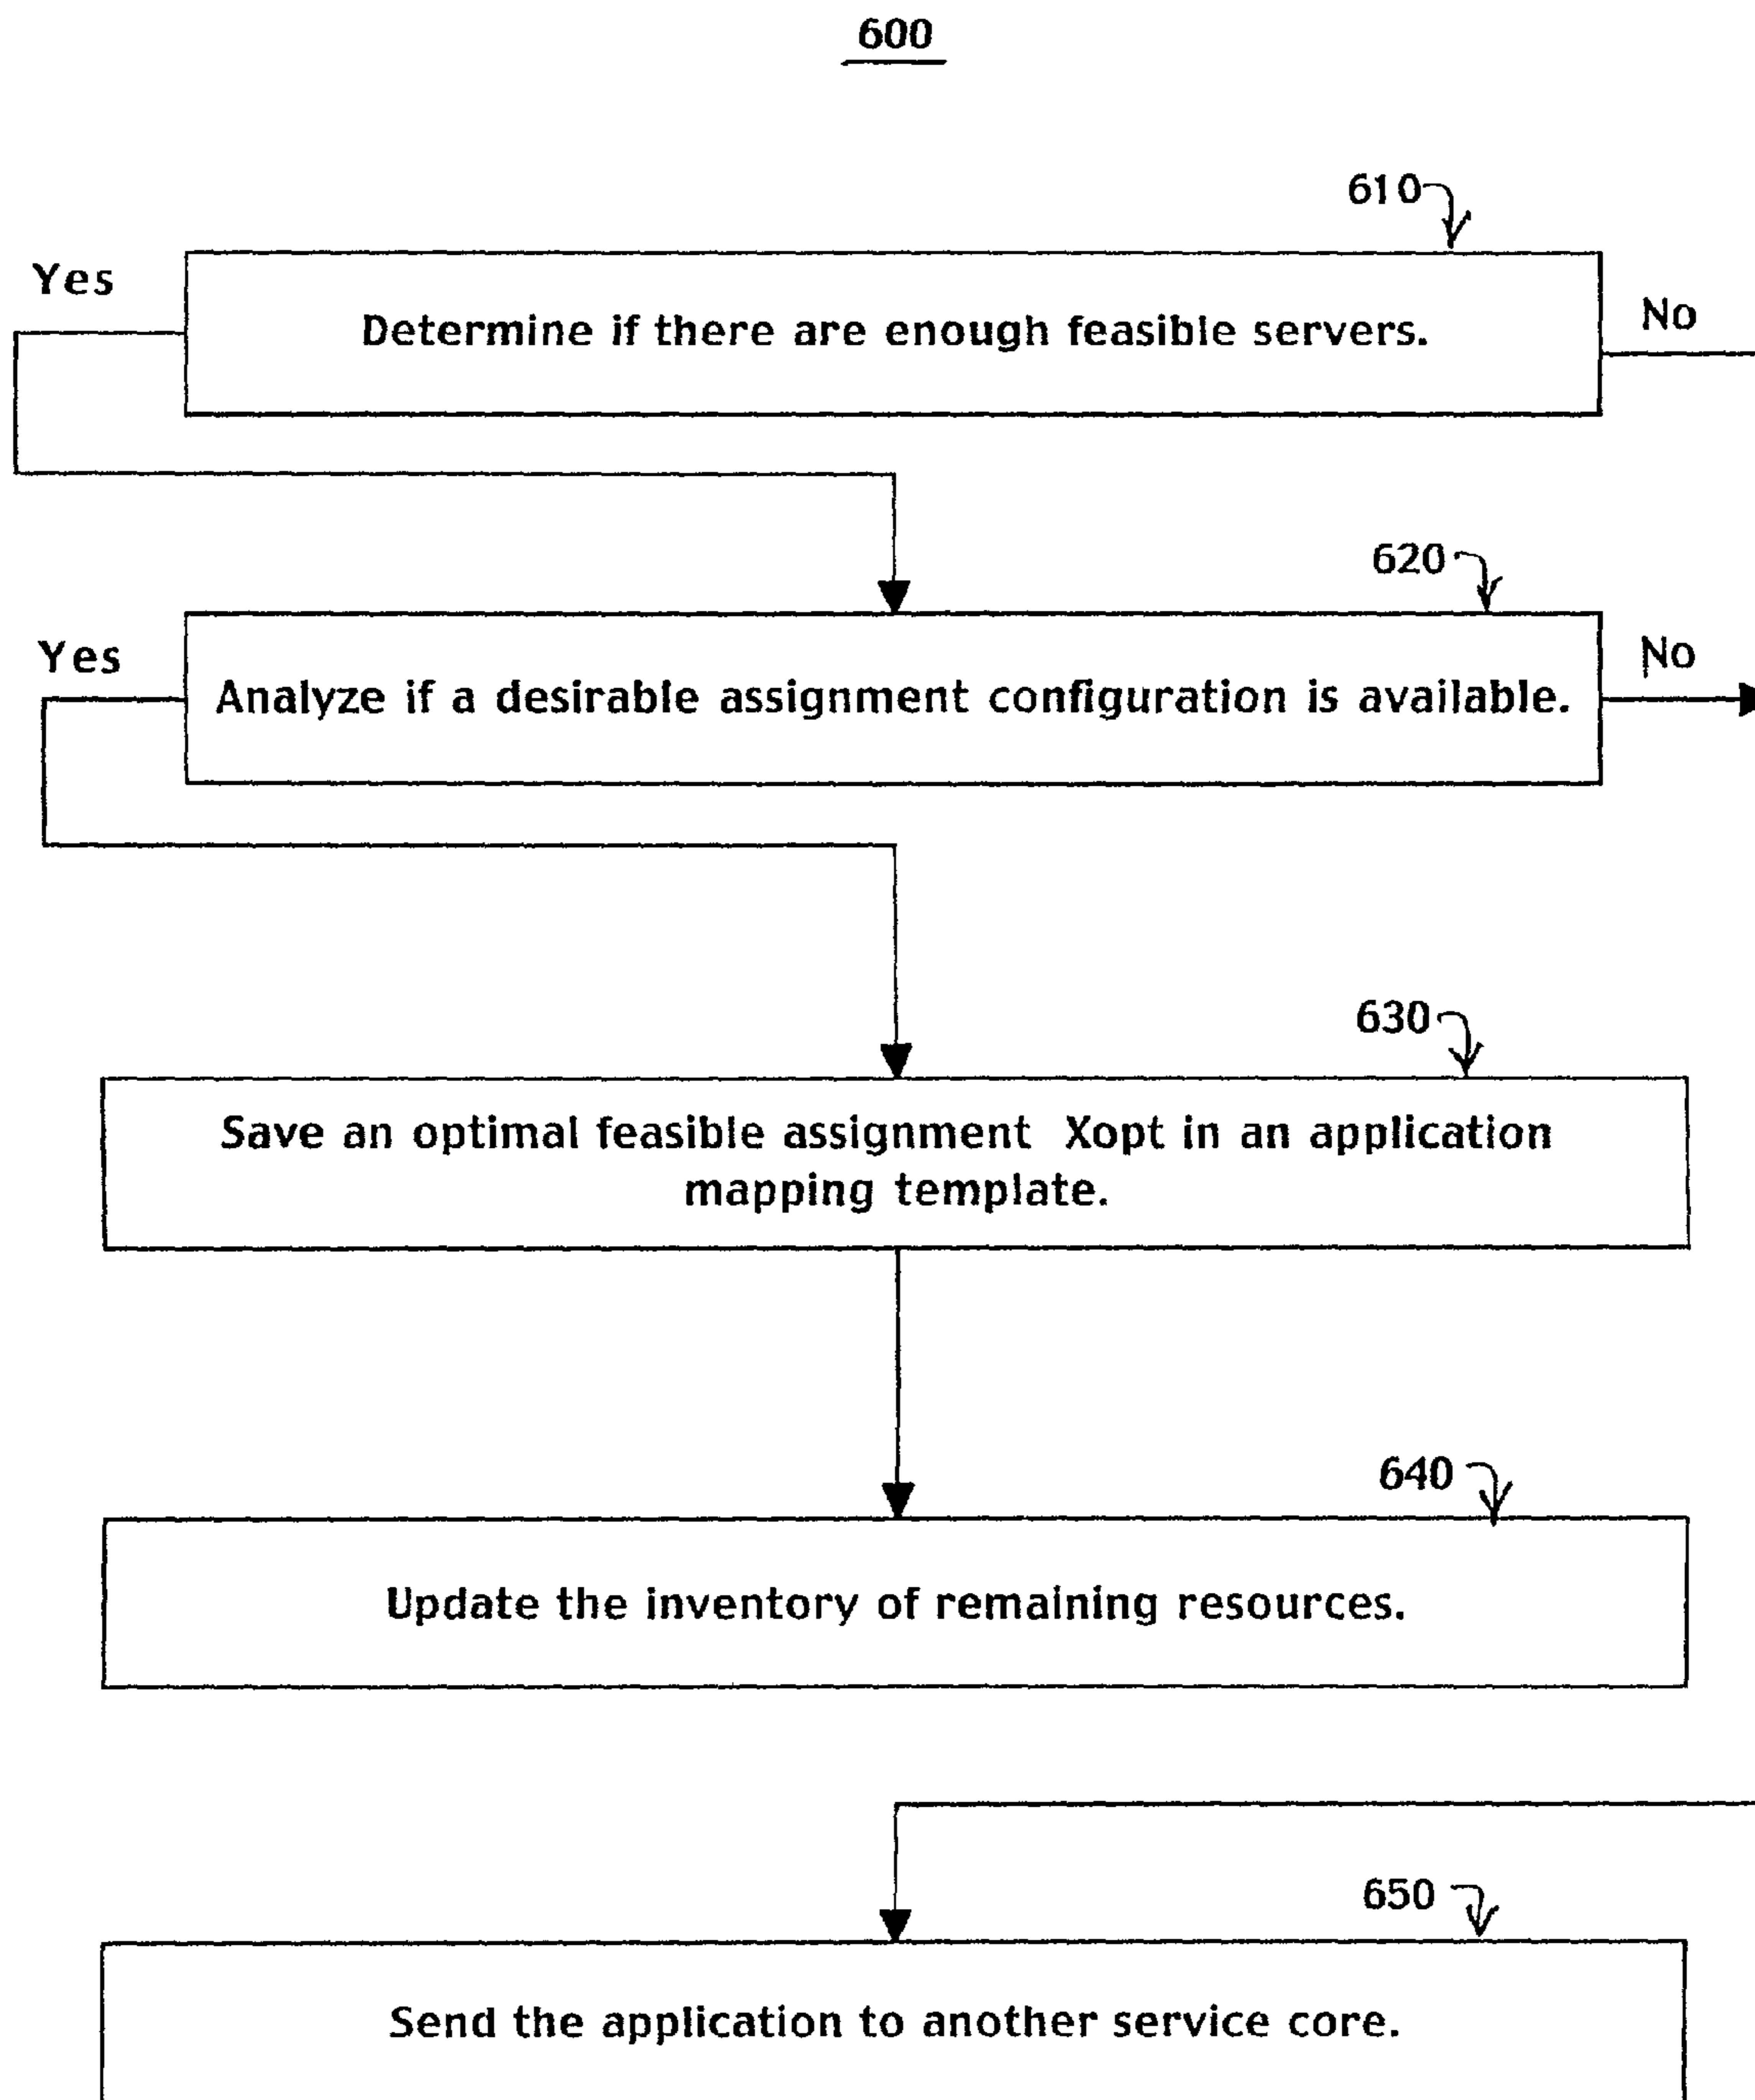 600
610
Yes
No
Determine if there are enough feasible servers.
620
Yes
No
Analyze if a desirable assignment configuration is available.
630
Save an optimal feasible assignment Xopt in an application
mapping template.
640
Update the inventory of remaining resources.
650
Send the application to another service core.